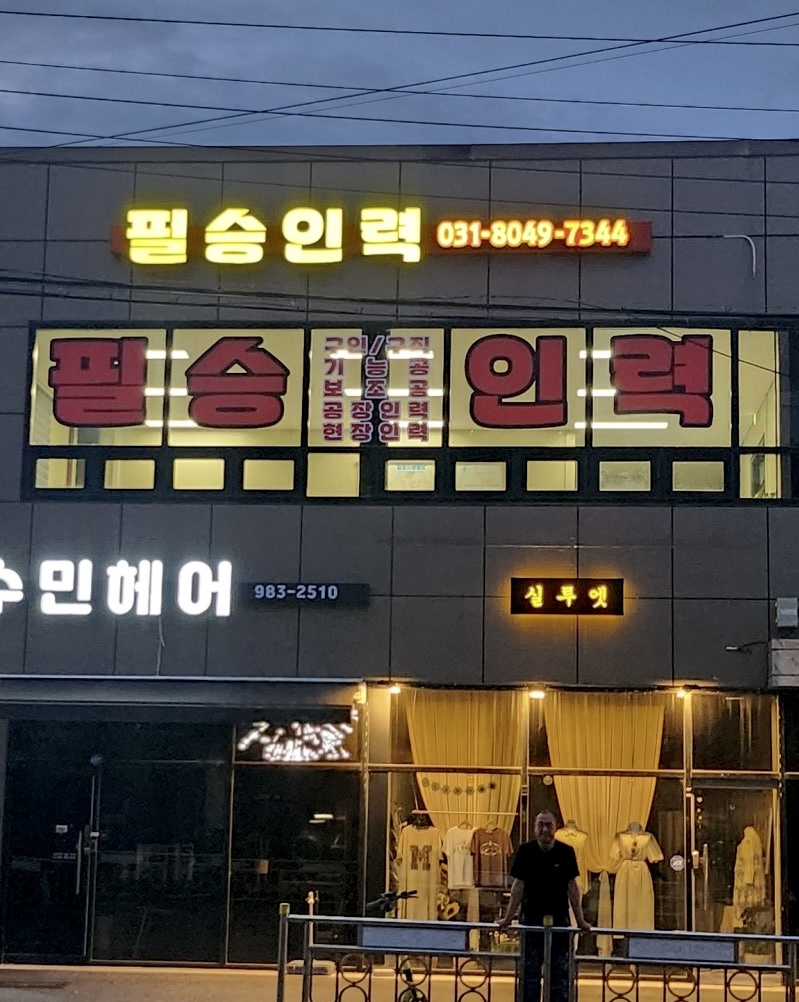 필승인력 031-8049-7344
필승 인력
구인/구직
기능공
보조공
공장인력
현장인력
수민헤어 983-2510
실루엣
M